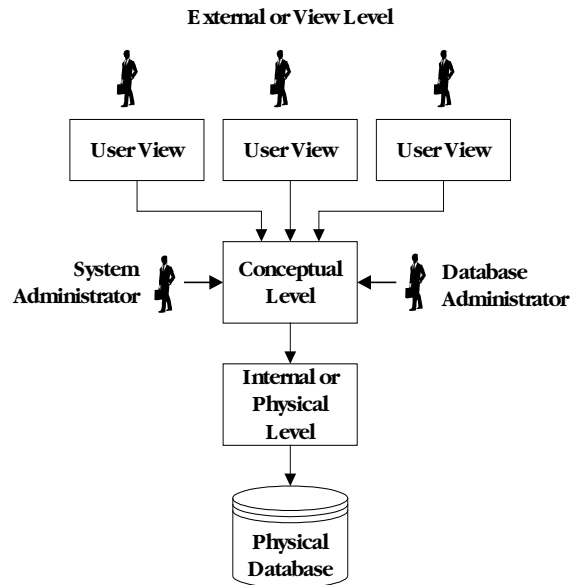 External or View Level
User View
User View
User View
System
Administrator
Conceptual
Level
Database
Administrator
Internal or
Physical
Level
Physical
Database